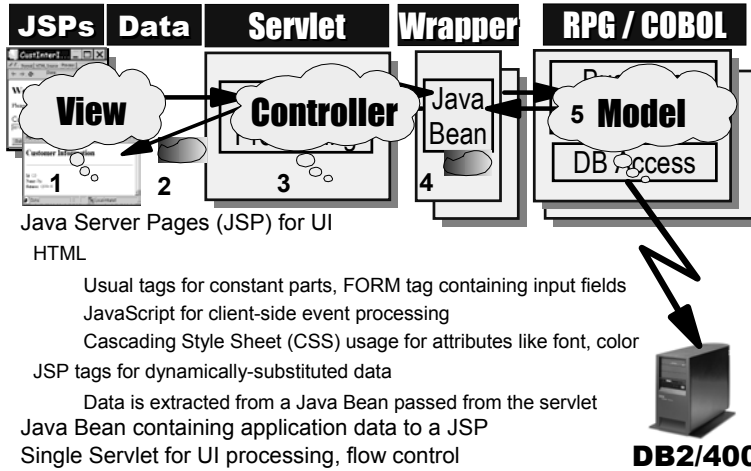 JSPs Data Servlet Wrapper RPG / COBOL
CustInterI
View
Controller
Java
Bean
5 Model
DB Access
Customer Information
1 2 3 4
Java Server Pages (JSP) for UI
HTML
Usual tags for constant parts, FORM tag containing input fields
JavaScript for client-side event processing
Cascading Style Sheet (CSS) usage for attributes like font, color
JSP tags for dynamically-substituted data
Data is extracted from a Java Bean passed from the servlet
Java Bean containing application data to a JSP
Single Servlet for UI processing, flow control
DB2/400